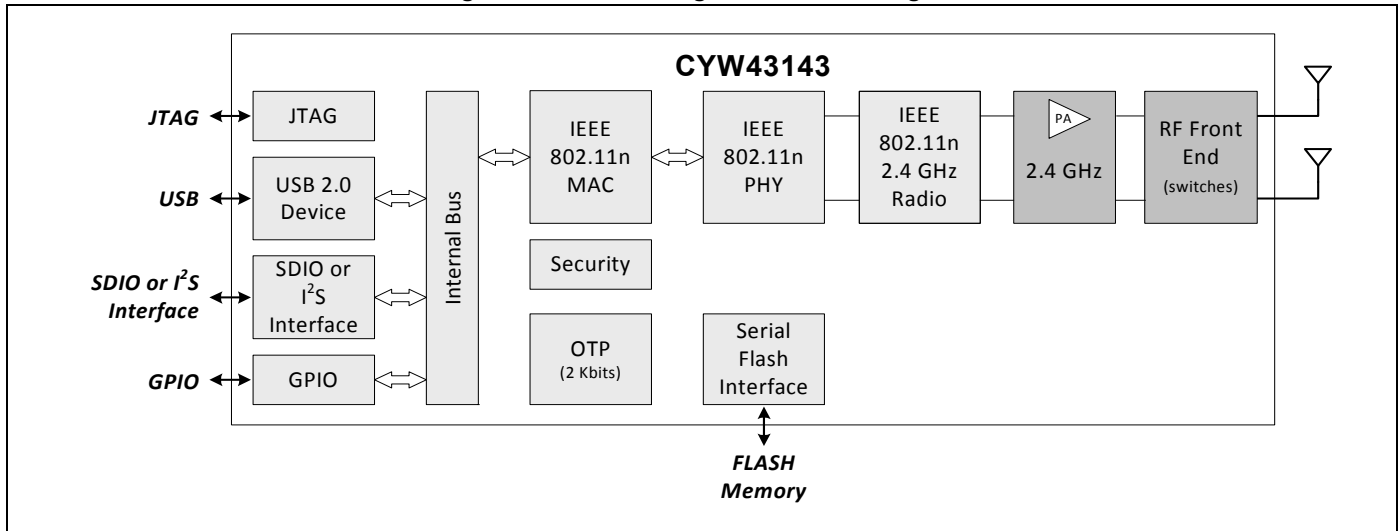 CYW43143
JTAG
JTAG
IEEE
802.11n
MAC
IEEE
802.11n
PHY
IEEE
802.11n
2.4 GHz
Radio
PA
2.4 GHz
RF Front
End
(switches)
USB
USB 2.0
Device
Internal Bus
Security
SDIO or I²S
Interface
SDIO or
I²S
Interface
OTP
(2 Kbits)
Serial
Flash
Interface
GPIO
GPIO
FLASH
Memory